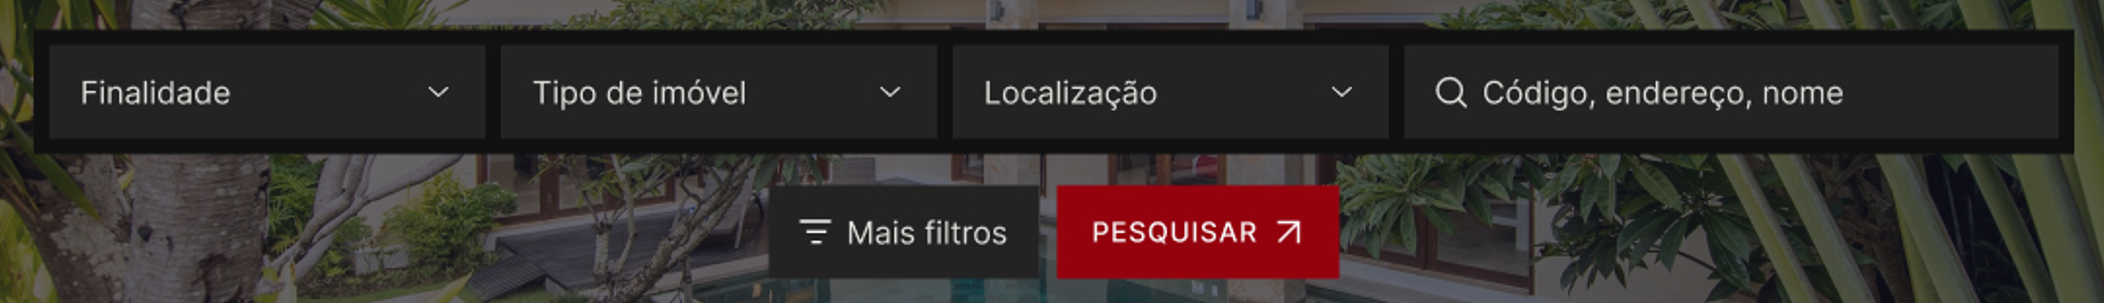 Finalidade
Tipo de imóvel
Localização
Código, endereço, nome
Mais filtros
PESQUISAR